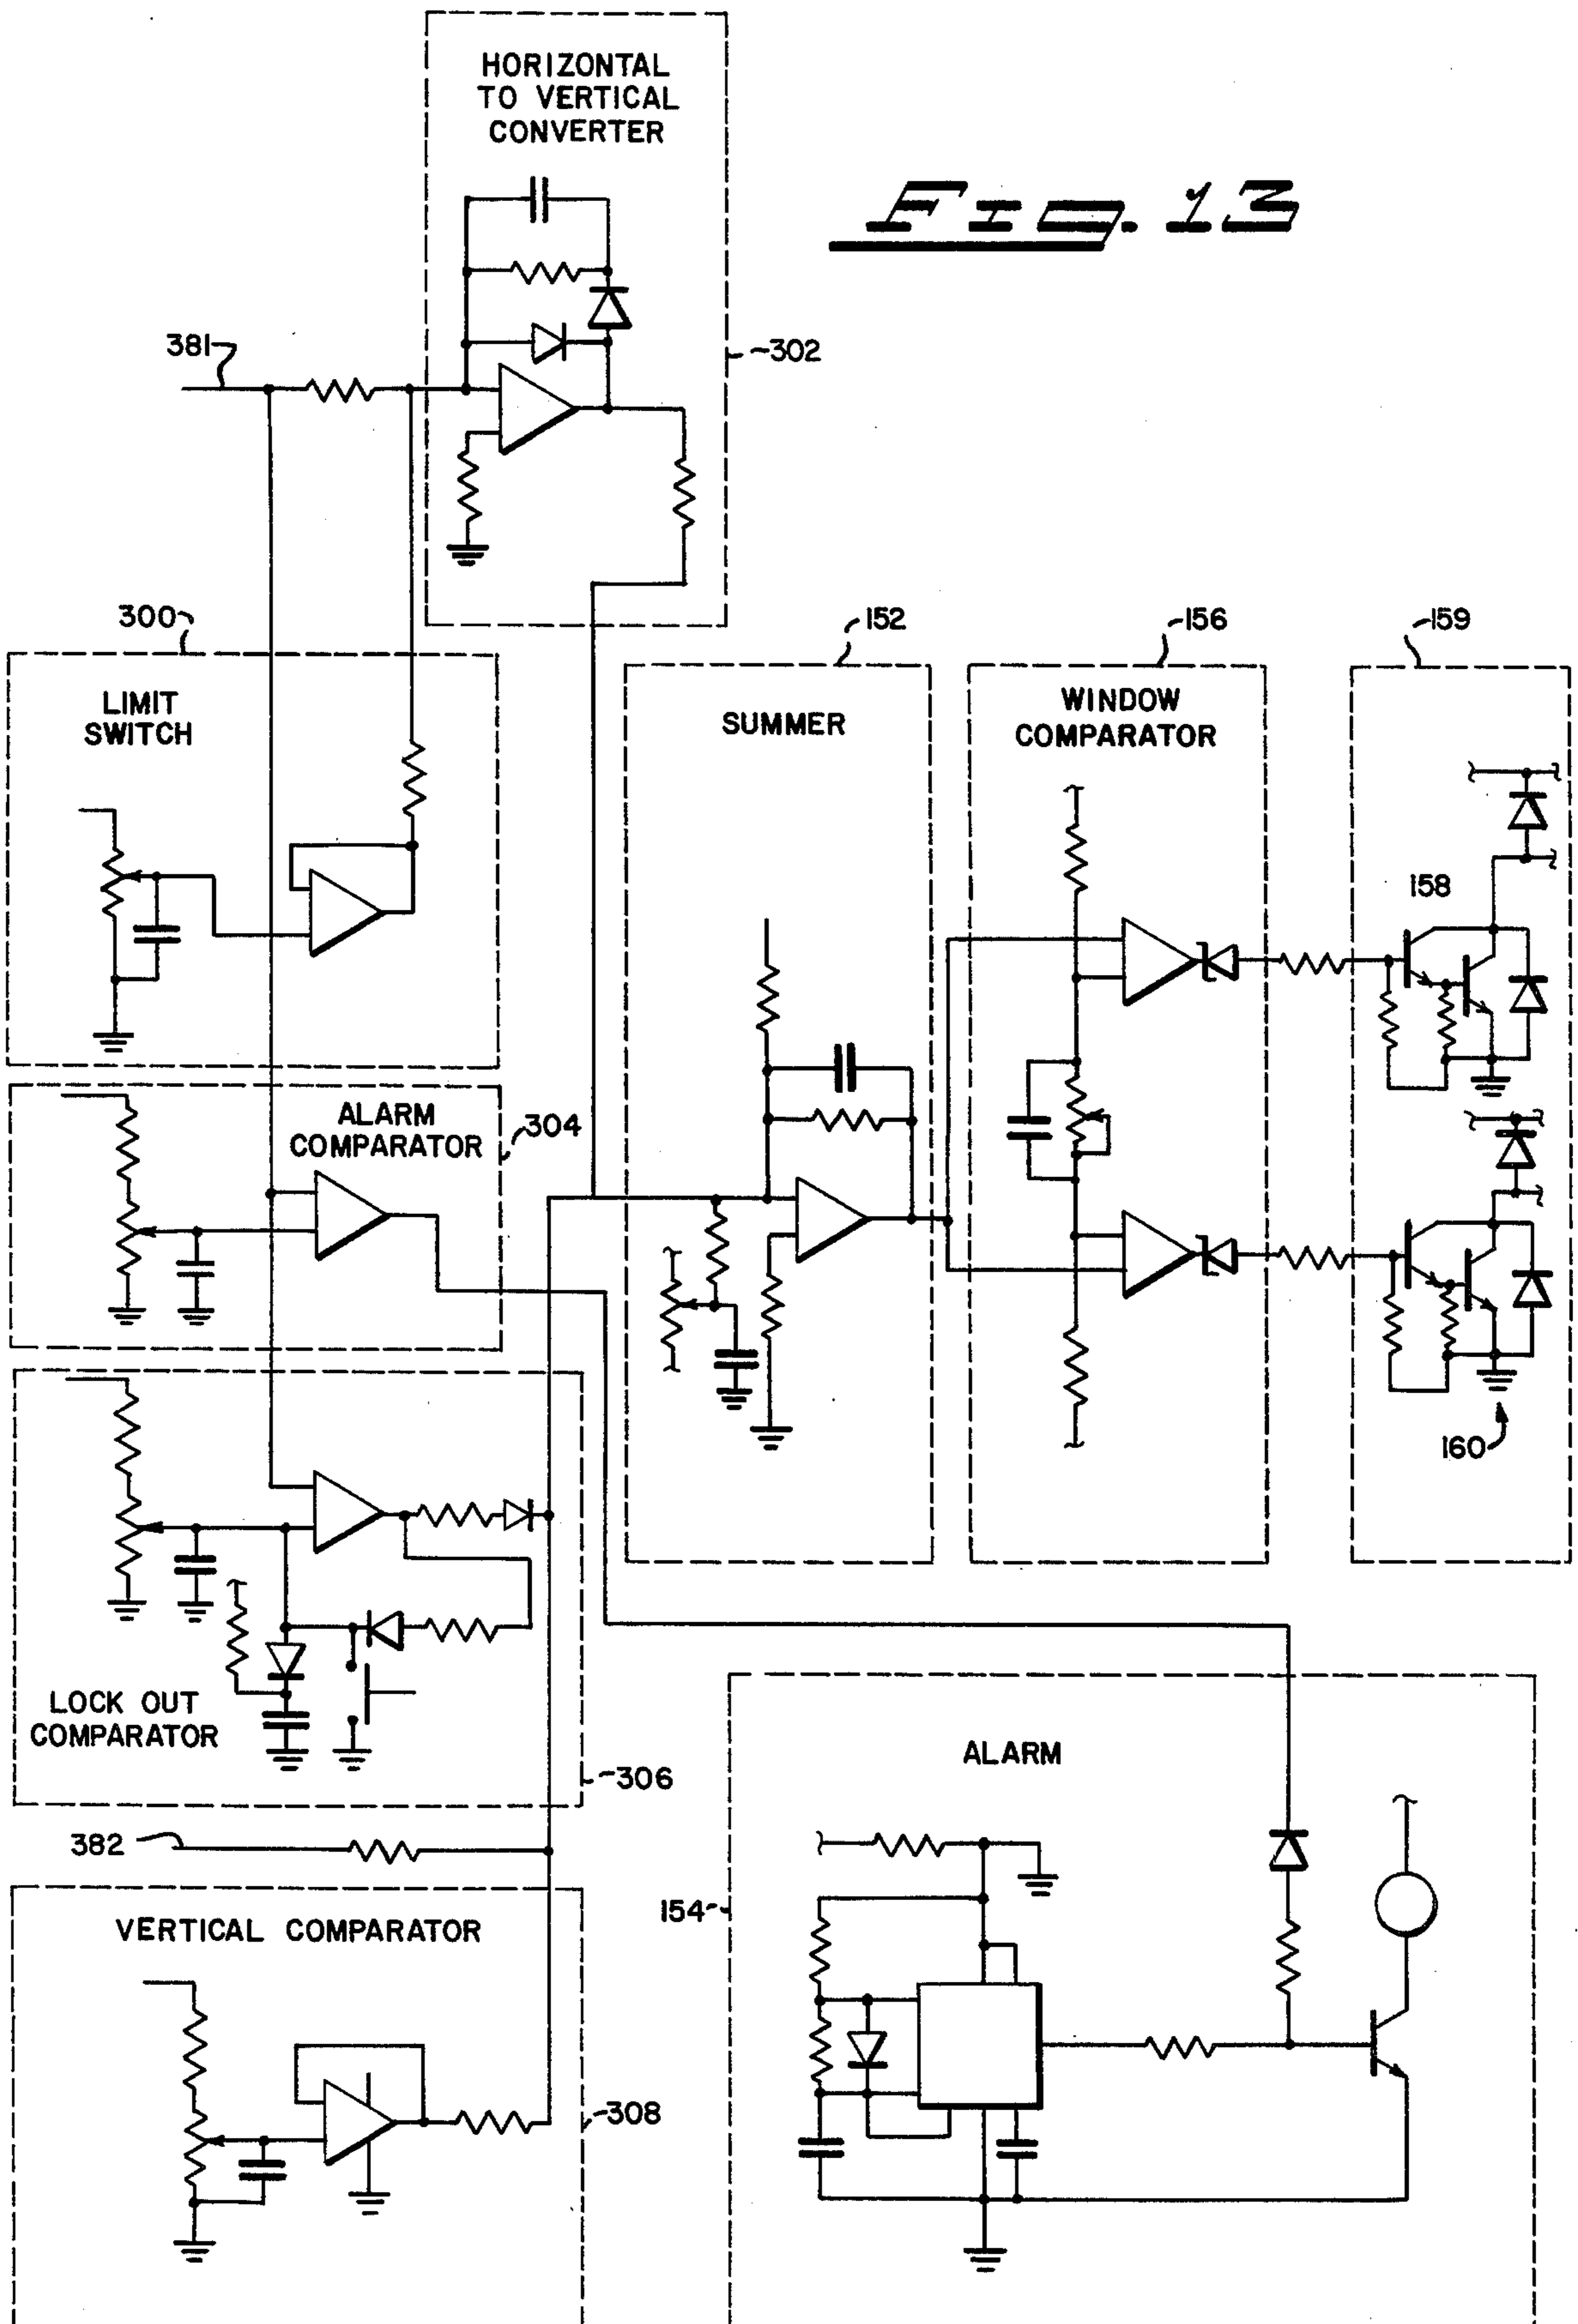 HORIZONTAL
TO VERTICAL
CONVERTER
Fig. 13
381
302
300
LIMIT
SWITCH
152
SUMMER
156
WINDOW
COMPARATOR
159
158
ALARM
COMPARATOR
304
160
LOCK OUT
COMPARATOR
306
382
ALARM
154
VERTICAL COMPARATOR
308